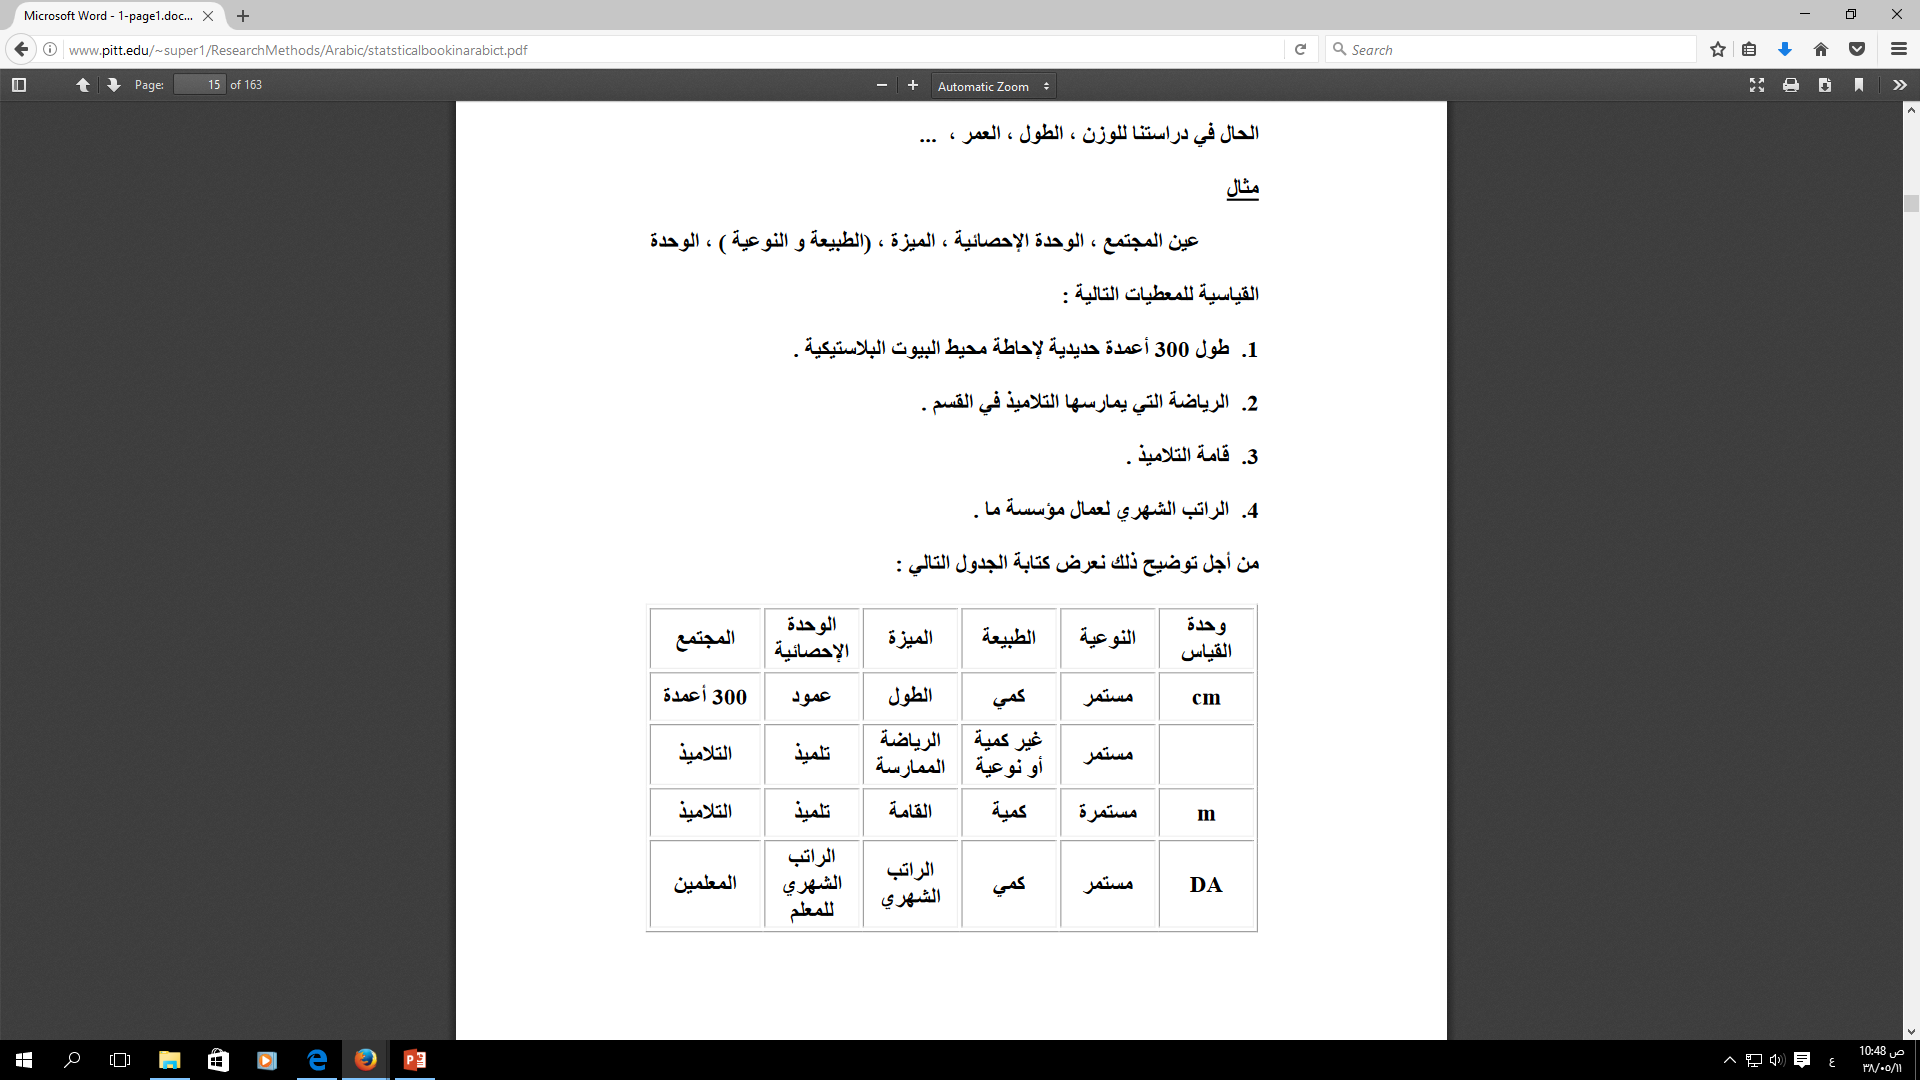 Microsoft Word - 1-page1.doc...
www.pitt.edu/~super1/ResearchMethods/Arabic/statsticalbookinarabict.pdf
Search
Page: 15 of 163
Automatic Zoom
الحال في دراستنا للوزن ، الطول ، العمر ، ...
مثال
عين المجتمع ، الوحدة الإحصائية ، الميزة ، (الطبيعة و النوعية ) ، الوحدة
القياسية للمعطيات التالية :
1. طول 300 أعمدة حديدية لإحاطة محيط البيوت البلاستيكية .
2. الرياضة التي يمارسها التلاميذ في القسم .
3. قامة التلاميذ .
4. الراتب الشهري لعمال مؤسسة ما .
من أجل توضيح ذلك نعرض كتابة الجدول التالي :
وحدة القياس النوعية الطبيعة الميزة الوحدة الإحصائية المجتمع
cm مستمر كمي الطول عمود 300 أعمدة
مستمر غير كمية أو نوعية الرياضة الممارسة تلميذ التلاميذ
m مستمرة كمية القامة تلميذ التلاميذ
DA مستمر كمي الراتب الشهري الراتب الشهري للمعلم المعلمين
ع
10:48 ص
٣٨/٠٥/١١